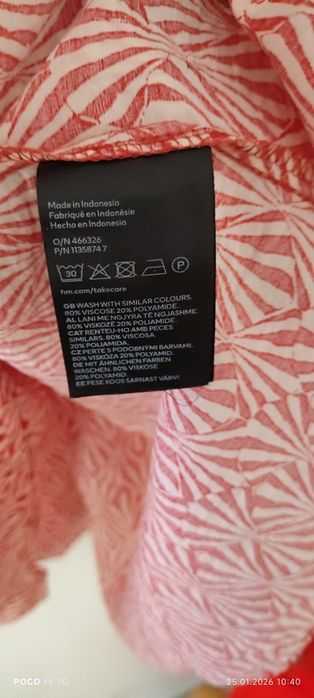 Made in Indonesia
Fabriqué en Indonésie
Hecho en Indonesia
O/N 466326
P/N 1135874 7
30 P
hm.com/takecare
GB WASH WITH SIMILAR COLOURS.
80% VISCOSE 20% POLYAMIDE.
AL LANI ME NGJYRA TË NGJASHME.
80% VISKOZË 20% POLIAMIDE.
CAT RENTEU-HO AMB PECES
SIMILARS. 80% VISCOSA
20% POLIAMIDA.
CZ PERTE S PODOBNÝMI BARVAMI.
80% VISKÓZA 20% POLYAMID.
DE MIT ÄHNLICHEN FARBEN
WASCHEN. 80% VISKOSE
20% POLYAMID
EE PESE KOOS SARNAST VÄRVI
POCO X6 5G
25.01.2026 10:40